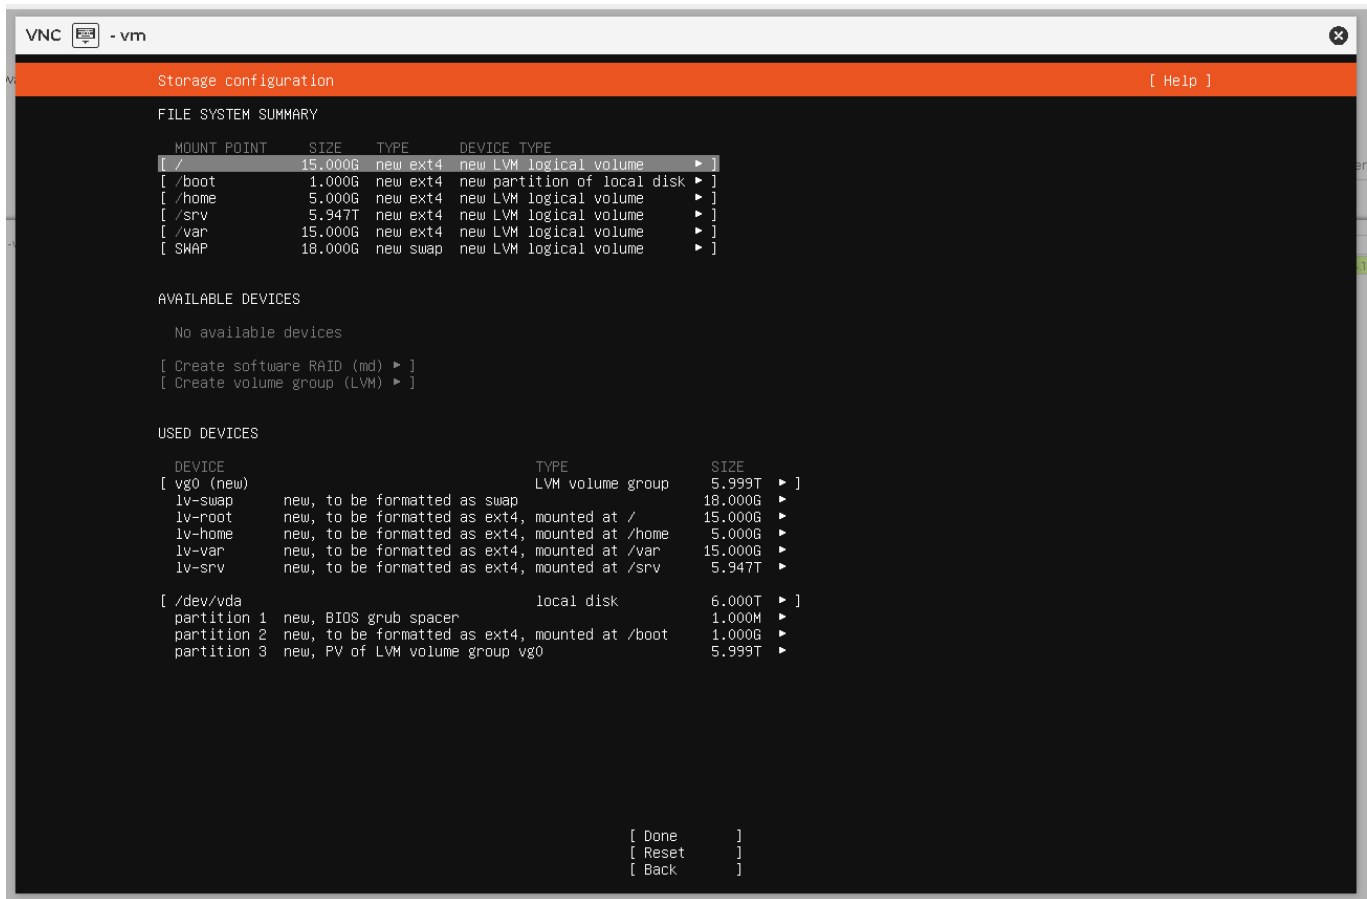 VNC - vm
Storage configuration [ Help ]
FILE SYSTEM SUMMARY
MOUNT POINT SIZE TYPE DEVICE TYPE
[ / 15.000G new ext4 new LVM logical volume ▸ ]
[ /boot 1.000G new ext4 new partition of local disk ▸ ]
[ /home 5.000G new ext4 new LVM logical volume ▸ ]
[ /srv 5.947T new ext4 new LVM logical volume ▸ ]
[ /var 15.000G new ext4 new LVM logical volume ▸ ]
[ SWAP 18.000G new swap new LVM logical volume ▸ ]
AVAILABLE DEVICES
No available devices
[ Create software RAID (md) ▸ ]
[ Create volume group (LVM) ▸ ]
USED DEVICES
DEVICE TYPE SIZE
[ vg0 (new) LVM volume group 5.999T ▸ ]
lv-swap new, to be formatted as swap 18.000G ▸
lv-root new, to be formatted as ext4, mounted at / 15.000G ▸
lv-home new, to be formatted as ext4, mounted at /home 5.000G ▸
lv-var new, to be formatted as ext4, mounted at /var 15.000G ▸
lv-srv new, to be formatted as ext4, mounted at /srv 5.947T ▸
[ /dev/vda local disk 6.000T ▸ ]
partition 1 new, BIOS grub spacer 1.000M ▸
partition 2 new, to be formatted as ext4, mounted at /boot 1.000G ▸
partition 3 new, PV of LVM volume group vg0 5.999T ▸
[ Done ]
[ Reset ]
[ Back ]